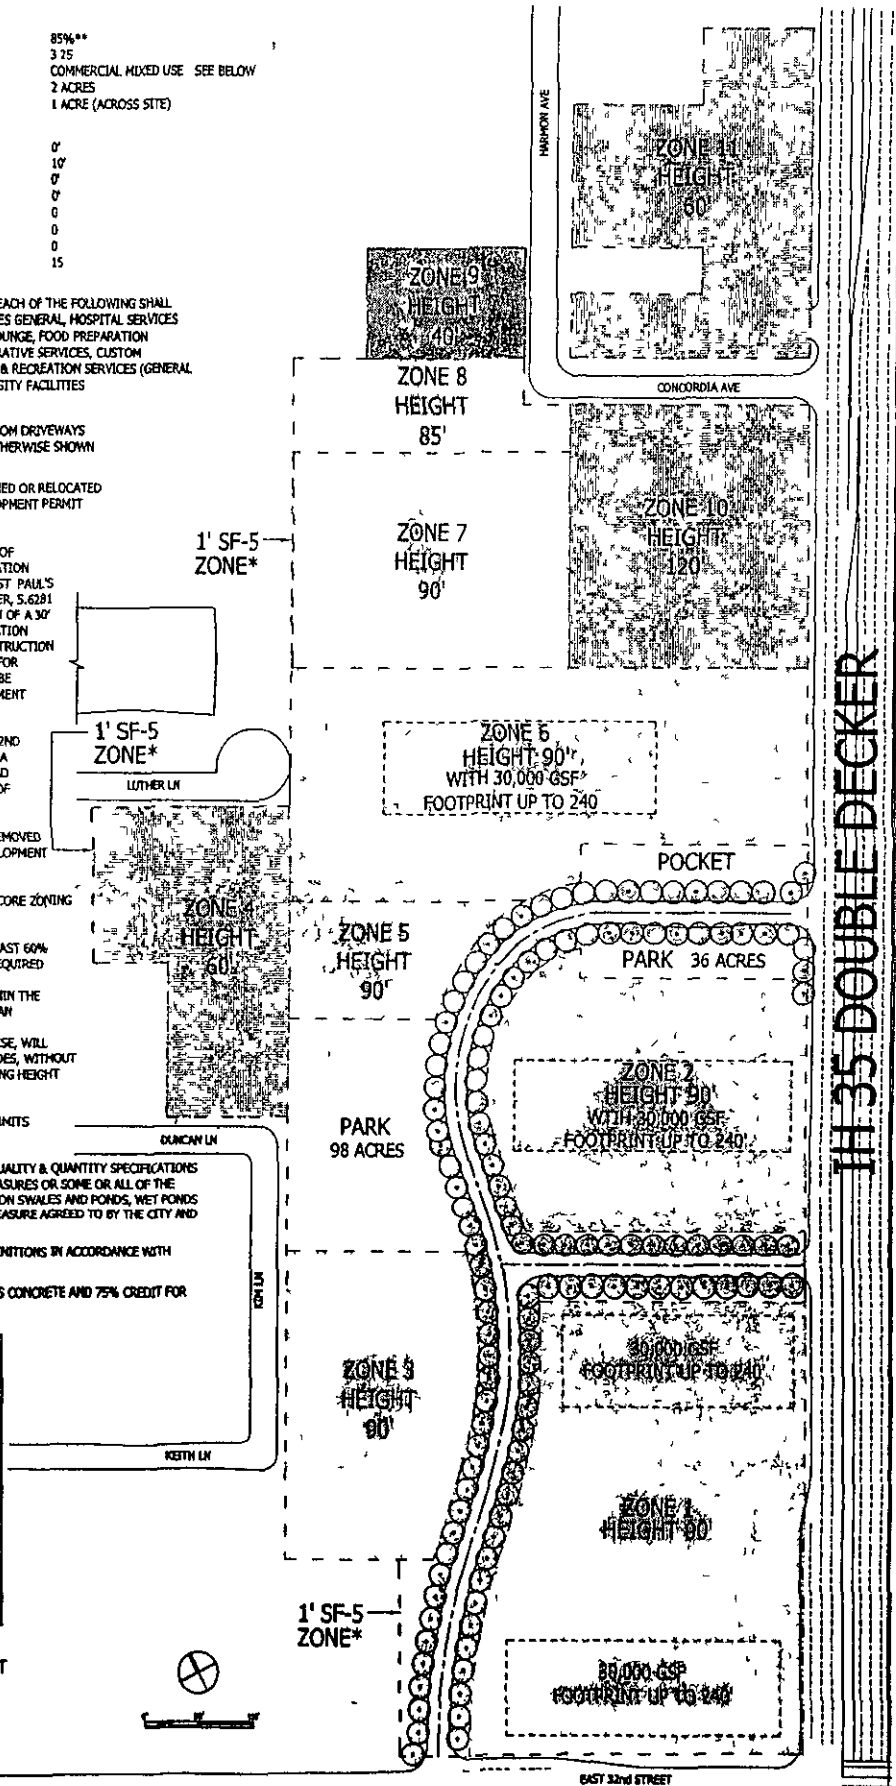 85%**
3 25
COMMERCIAL MIXED USE SEE BELOW
2 ACRES
1 ACRE (ACROSS SITE)
0'
10'
0'
0'
0
0
0
15
EACH OF THE FOLLOWING SHALL
ES GENERAL, HOSPITAL SERVICES
OUNGE, FOOD PREPARATION
RATIVE SERVICES, CUSTOM
& RECREATION SERVICES (GENERAL
SITY FACILITIES
OM DRIVEWAYS
THERWISE SHOWN
NED OR RELOCATED
OPMENT PERMIT
OF
ATION
ST PAUL'S
ER, 5.6281
N OF A 30'
TION
TRUCTION
FOR
BE
MENT
2ND
A
D
OF
EMOVED
LOPMENT
CORE ZONING
AST 60%
QUIRED
IN THE
AN
SE, WILL
DES, WITHOUT
NG HEIGHT
MITS
UALITY & QUANTITY SPECIFICATIONS
ASURES OR SOME OR ALL OF THE
ON SWALES AND PONDS, WET PONDS
EASURE AGREED TO BY THE CITY AND
INITIONS IN ACCORDANCE WITH
S CONCRETE AND 75% CREDIT FOR
T
HARMON AVE
ZONE 11
HEIGHT
60'
ZONE 9
HEIGHT
40'
ZONE 8
HEIGHT
85'
CONCORDIA AVE
1' SF-5
ZONE*
ZONE 7
HEIGHT
90'
ZONE 10
HEIGHT
120'
1' SF-5
ZONE*
LUTHER LN
ZONE 6
HEIGHT 90'
WITH 30,000 GSF
FOOTPRINT UP TO 240
POCKET
PARK 36 ACRES
ZONE 4
HEIGHT
60'
ZONE 5
HEIGHT
90'
ZONE 2
HEIGHT 90'
WITH 30,000 GSF
FOOTPRINT UP TO 240'
PARK
98 ACRES
DUNCAN LN
KIM LN
KEITH LN
ZONE 3
HEIGHT
90'
30,000 GSF
FOOTPRINT UP TO 240'
ZONE 1
HEIGHT 90'
1' SF-5
ZONE*
30,000 GSF
FOOTPRINT UP TO 240'
EAST 32nd STREET
IH 35 DOUBLE DECKER